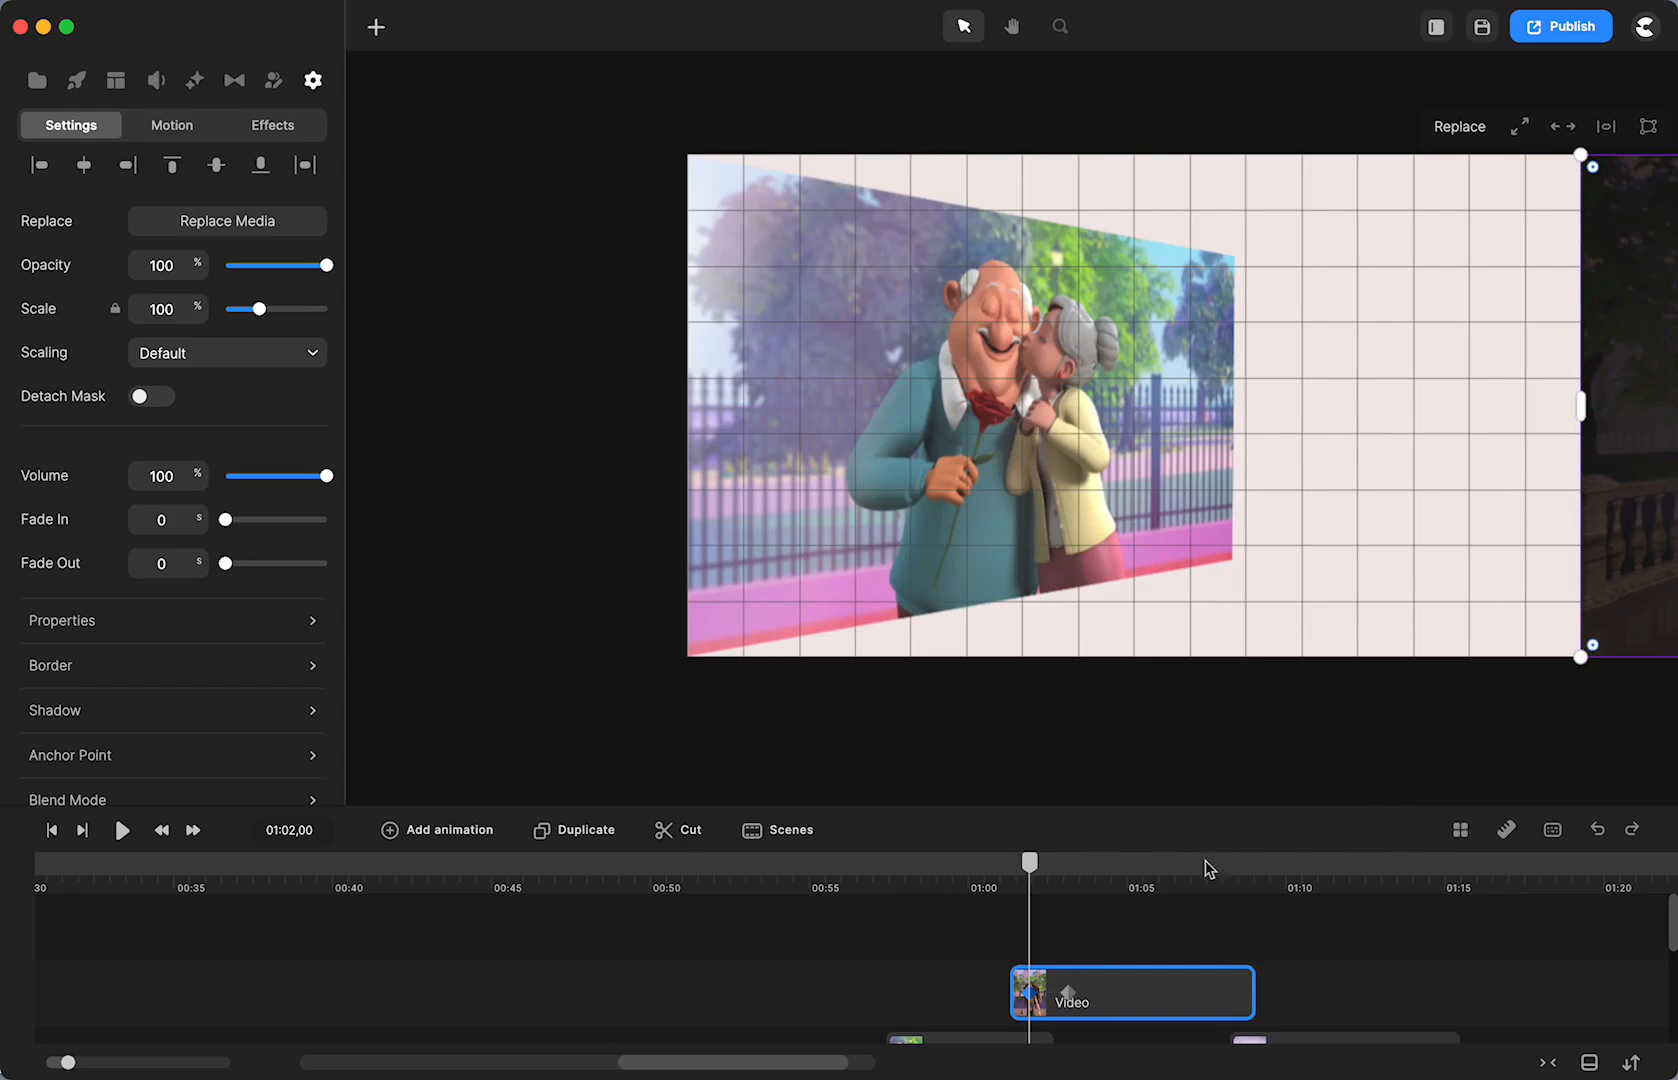 Publish
Settings Motion Effects
Replace
Replace Replace Media
Opacity 100 %
Scale 100 %
Scaling Default
Detach Mask
Volume 100 %
Fade In 0 s
Fade Out 0 s
Properties
Border
Shadow
Anchor Point
Blend Mode
01:02,00 Add animation Duplicate Cut Scenes
30 00:35 00:40 00:45 00:50 00:55 01:00 01:05 01:10 01:15 01:20
Video